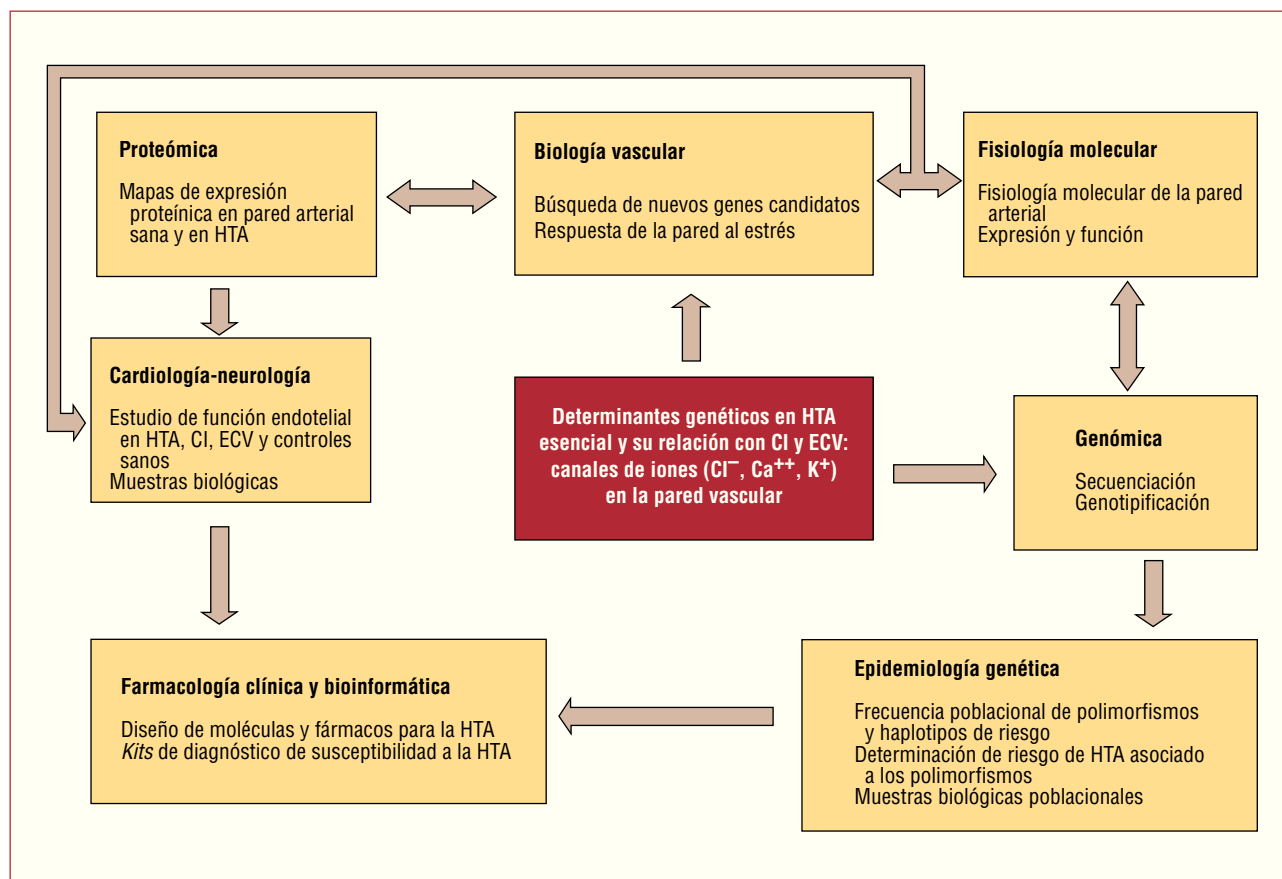 Proteómica
Mapas de expresión
proteínica en pared arterial
sana y en HTA
Biología vascular
Búsqueda de nuevos genes candidatos
Respuesta de la pared al estrés
Fisiología molecular
Fisiología molecular de la pared
arterial
Expresión y función
Cardiología-neurología
Estudio de función endotelial
en HTA, CI, ECV y controles
sanos
Muestras biológicas
Determinantes genéticos en HTA
esencial y su relación con CI y ECV:
canales de iones (Cl⁻, Ca⁺⁺, K⁺)
en la pared vascular
Genómica
Secuenciación
Genotipificación
Farmacología clínica y bioinformática
Diseño de moléculas y fármacos para la HTA
Kits de diagnóstico de susceptibilidad a la HTA
Epidemiología genética
Frecuencia poblacional de polimorfismos
y haplotipos de riesgo
Determinación de riesgo de HTA asociado
a los polimorfismos
Muestras biológicas poblacionales